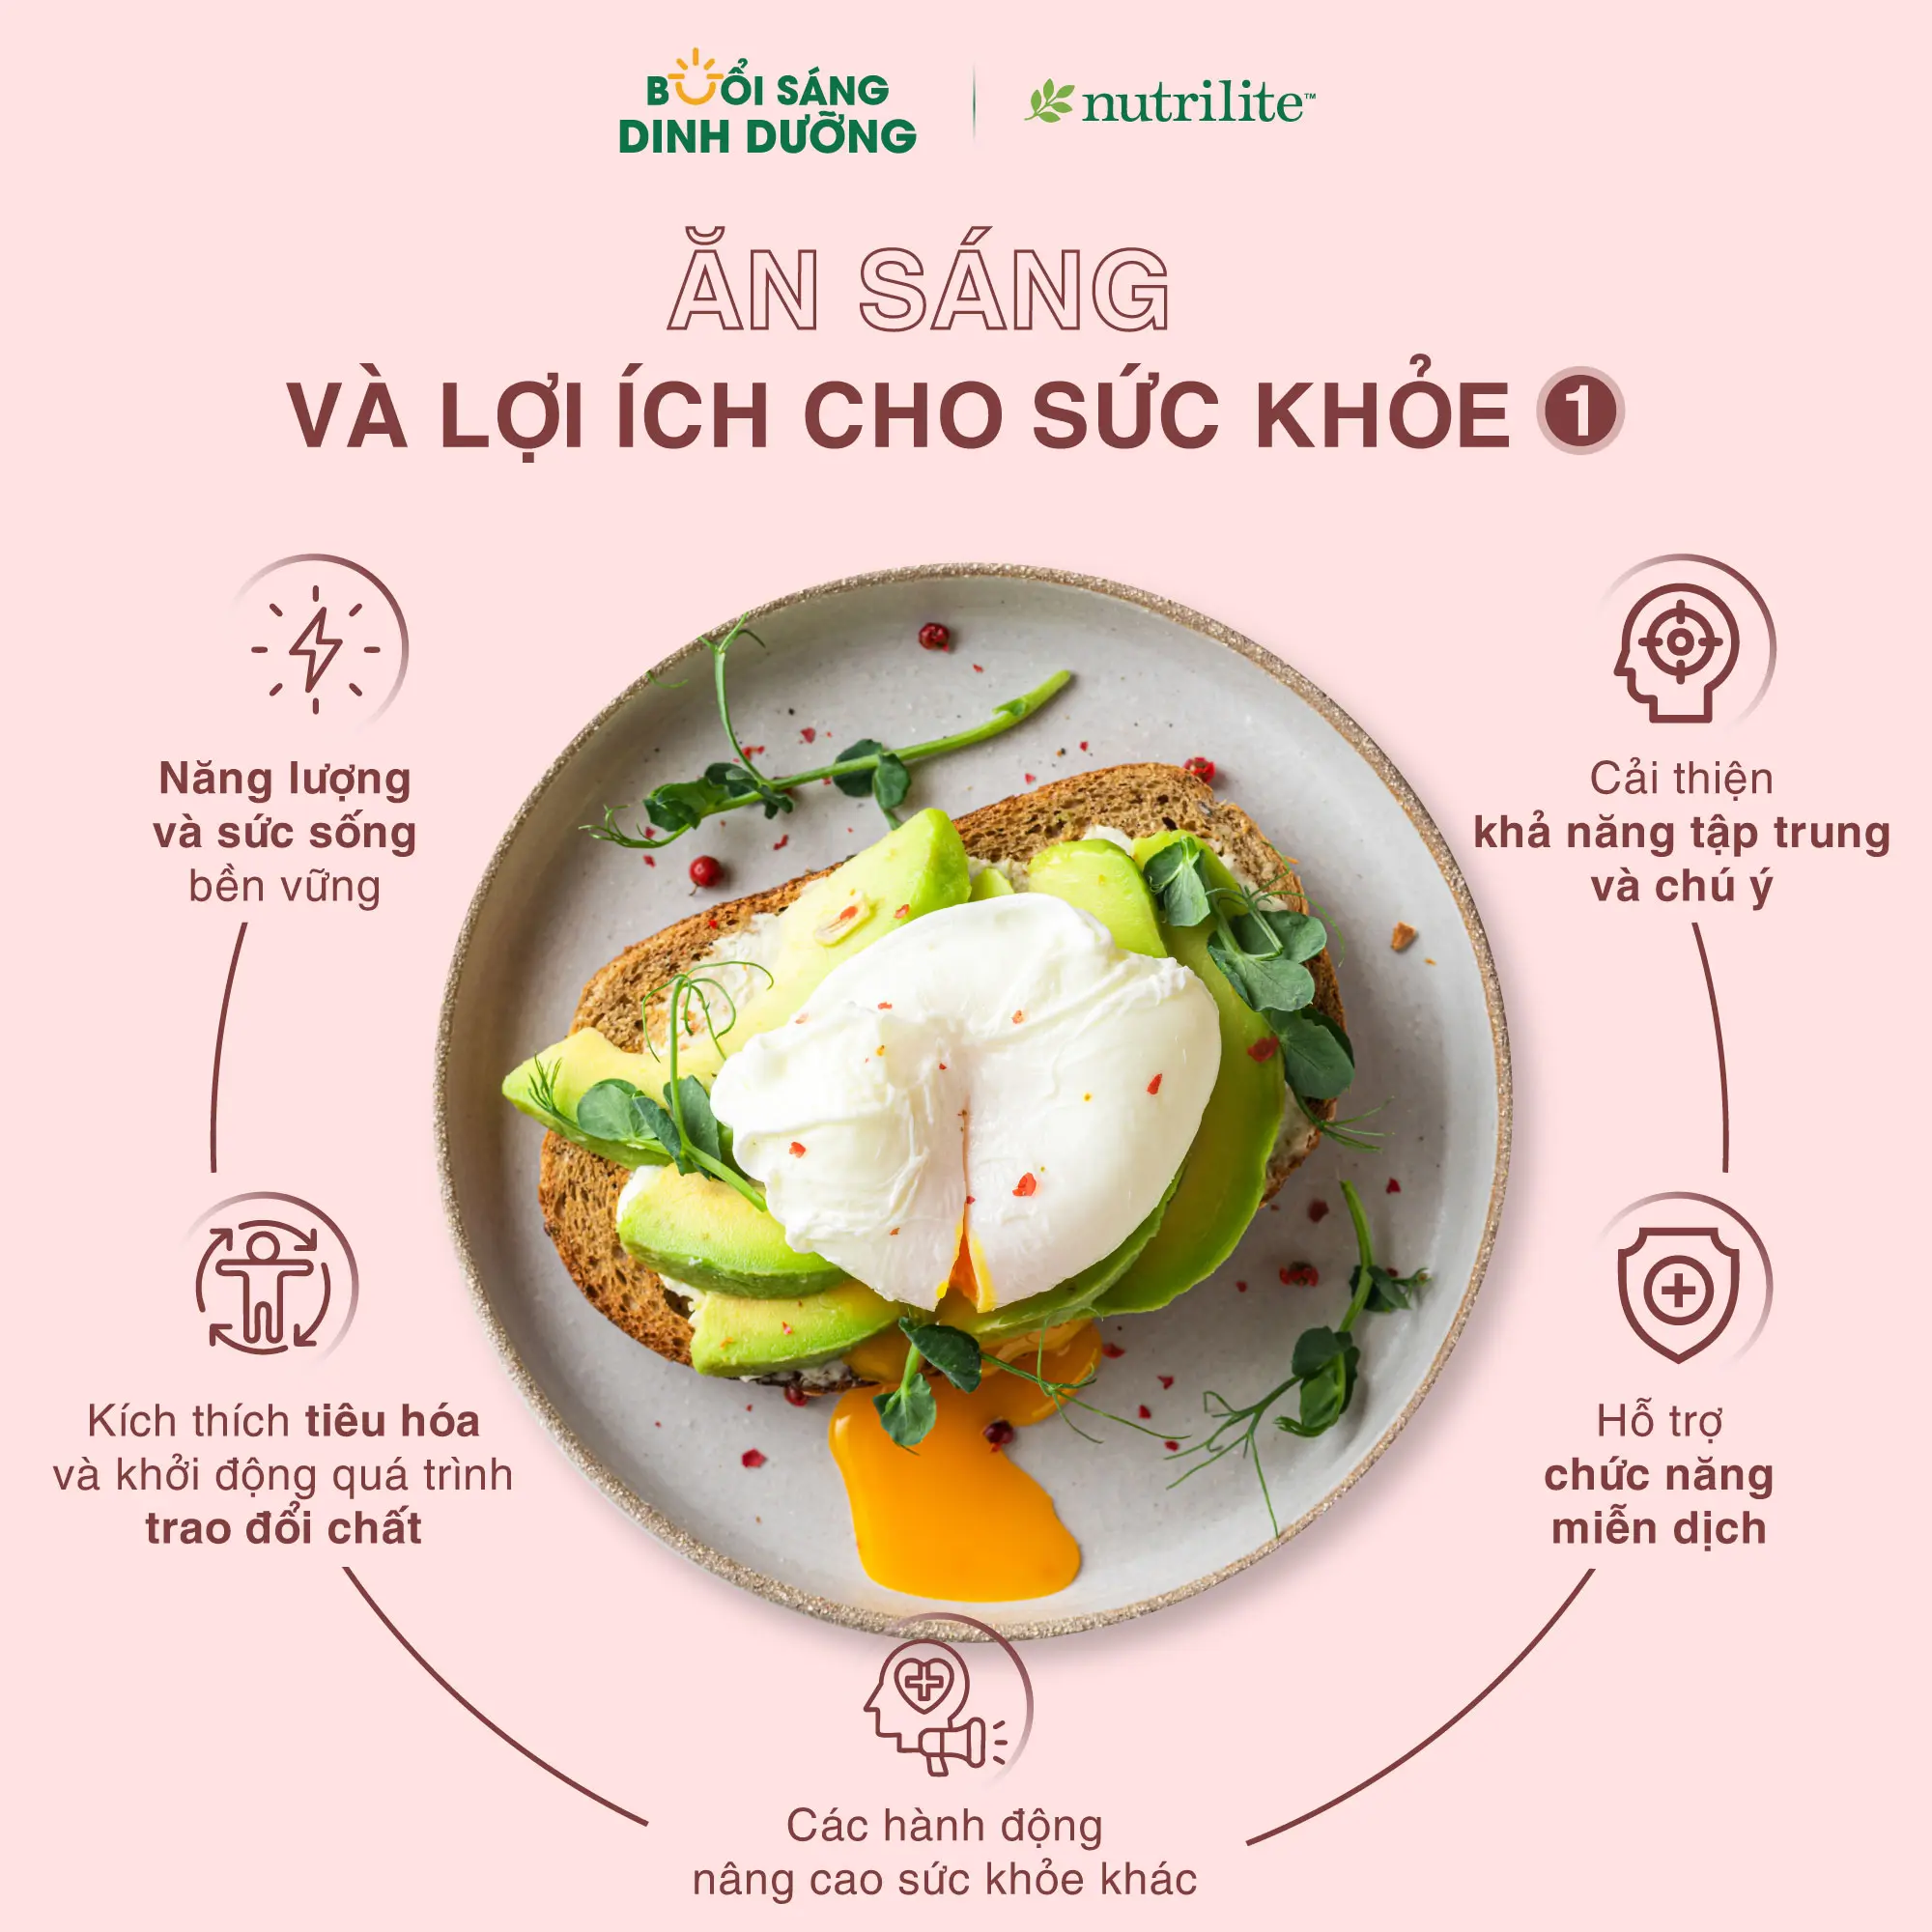 BUỔI SÁNG
DINH DƯỠNG
nutrilite™
ĂN SÁNG
VÀ LỢI ÍCH CHO SỨC KHỎE 1
Năng lượng
và sức sống
bền vững
Cải thiện
khả năng tập trung
và chú ý
Kích thích tiêu hóa
và khởi động quá trình
trao đổi chất
Hỗ trợ
chức năng
miễn dịch
Các hành động
nâng cao sức khỏe khác